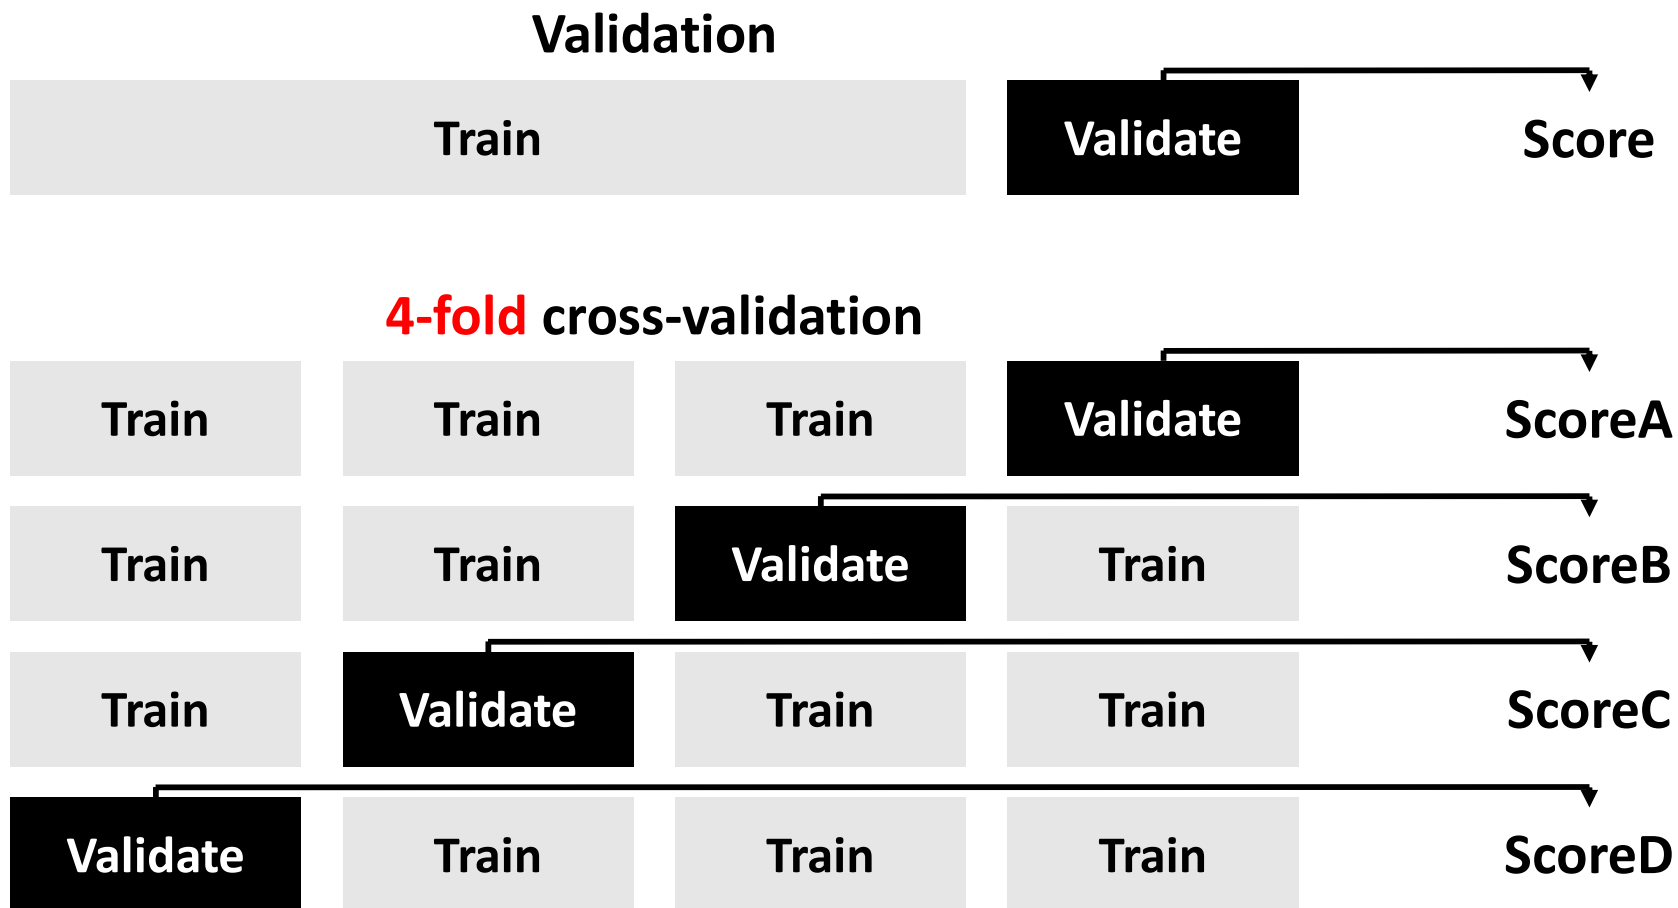 Validation
Train Validate Score
4-fold cross-validation
Train Train Train Validate ScoreA
Train Train Validate Train ScoreB
Train Validate Train Train ScoreC
Validate Train Train Train ScoreD